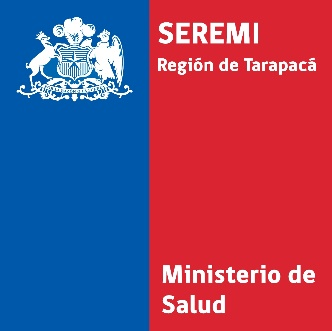 SEREMI
Región de Tarapacá
Ministerio de
Salud